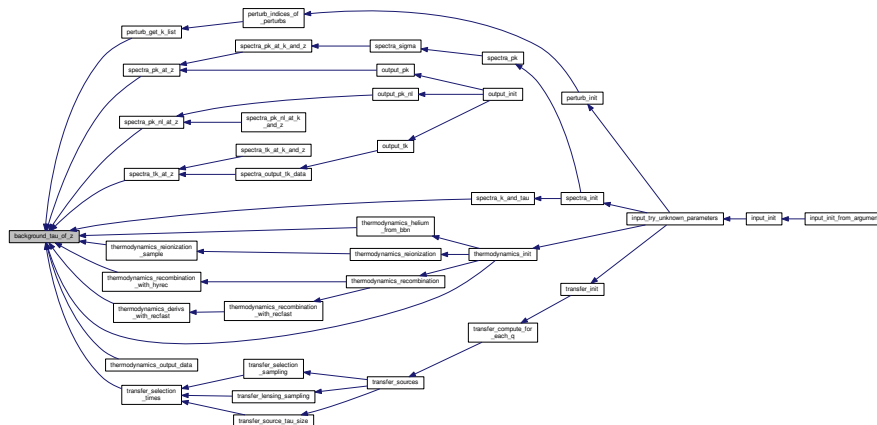 perturb_indices_of
_perturbs
perturb_get_k_list
spectra_pk_at_k_and_z
spectra_sigma
spectra_pk
spectra_pk_at_z
output_pk
output_pk_nl
output_init
perturb_init
spectra_pk_nl_at_z
spectra_pk_nl_at_k
_and_z
output_tk
spectra_tk_at_k_and_z
spectra_tk_at_z
spectra_output_tk_data
spectra_k_and_tau
spectra_init
input_try_unknown_parameters
input_init
input_init_from_argumen
background_tau_of_z
thermodynamics_helium
_from_bbn
thermodynamics_reionization
_sample
thermodynamics_reionization
thermodynamics_init
thermodynamics_recombination
_with_hyrec
thermodynamics_recombination
transfer_init
thermodynamics_derivs
_with_recfast
thermodynamics_recombination
_with_recfast
transfer_compute_for
_each_q
thermodynamics_output_data
transfer_selection
_sampling
transfer_sources
transfer_selection
_times
transfer_lensing_sampling
transfer_source_tau_size